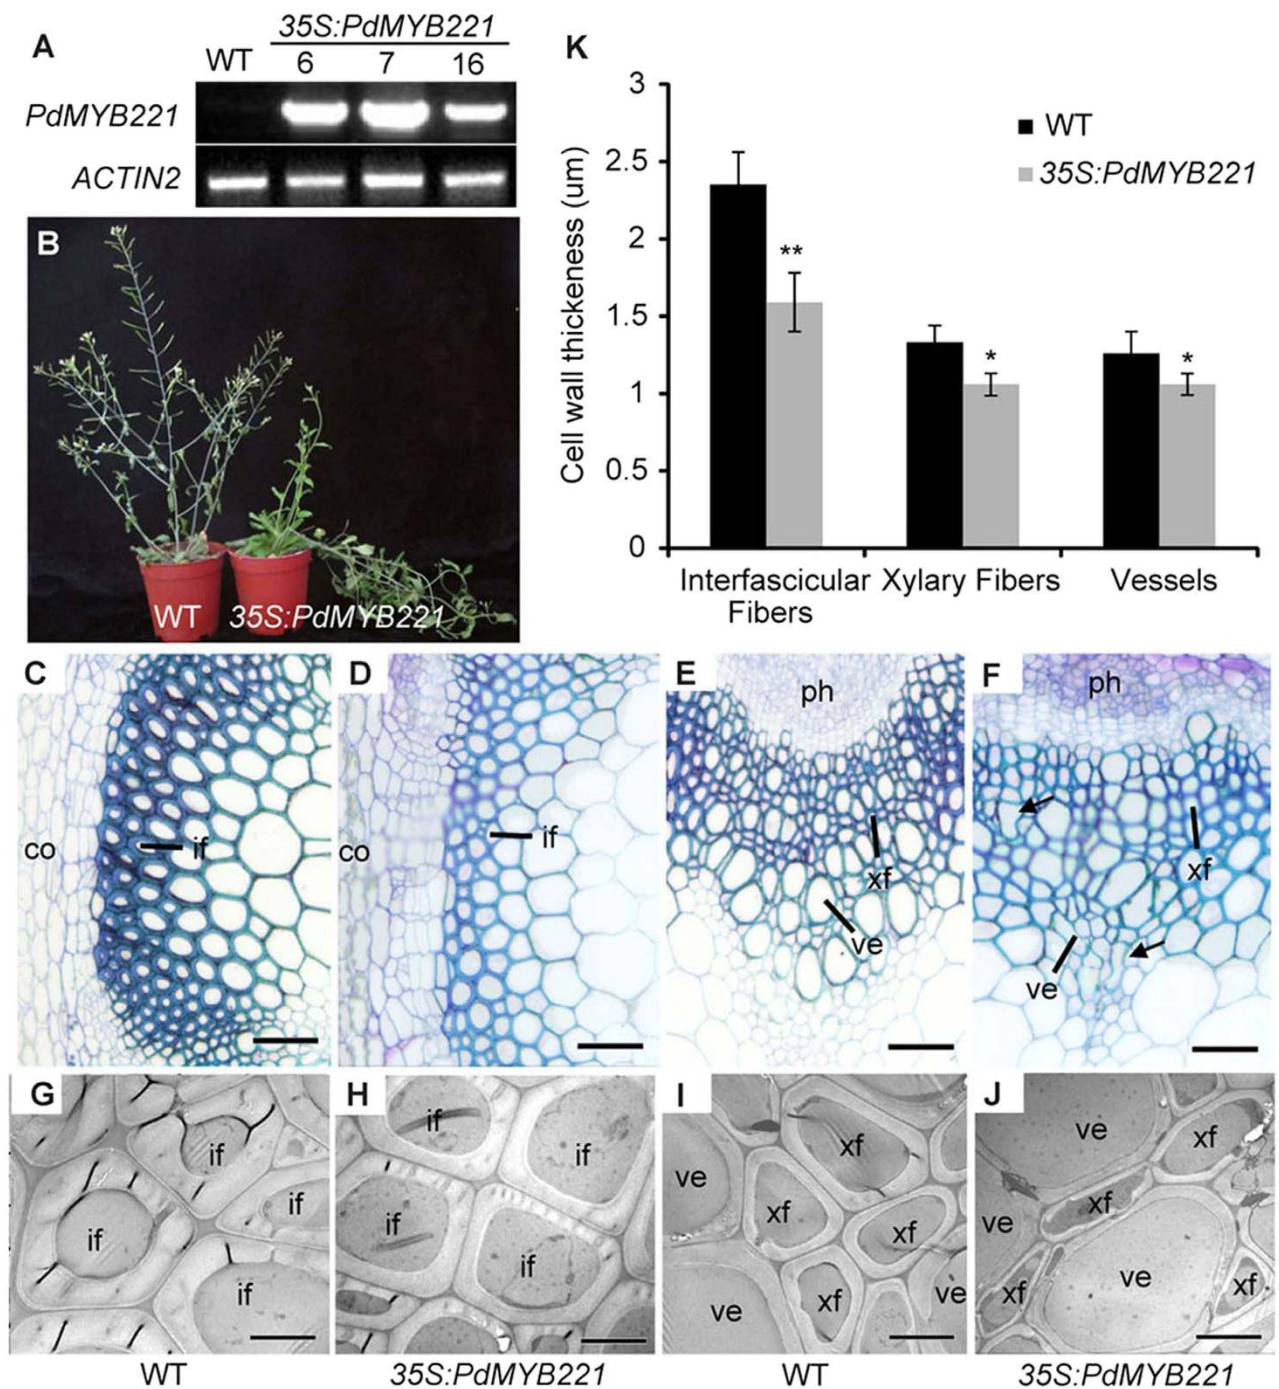 A
35S:PdMYB221
WT 6 7 16
PdMYB221
ACTIN2
B
WT 35S:PdMYB221
K
3
2.5
2
1.5
1
0.5
0
Cell wall thickeness (um)
WT
35S:PdMYB221
**
*
*
Interfascicular Fibers
Xylary Fibers
Vessels
C
co
if
D
co
if
E
ph
xf
ve
F
ph
xf
ve
G
if
if
if
if
H
if
if
if
if
I
xf
ve
xf
xf
ve
xf
ve
J
ve
xf
xf
ve
ve
xf
xf
WT
35S:PdMYB221
WT
35S:PdMYB221